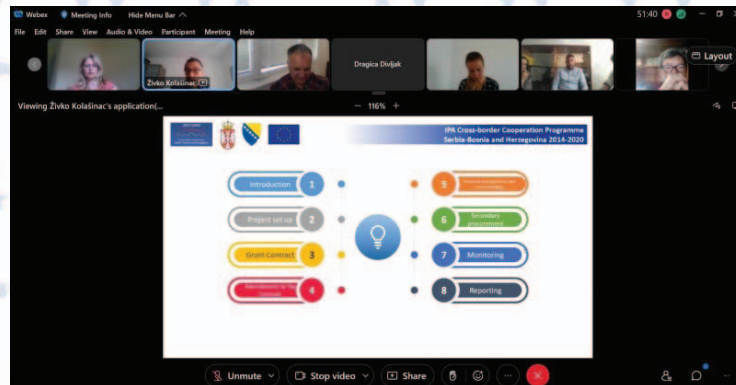 Webex Meeting Info Hide Menu Bar 51:40
File Edit Share View Audio & Video Participant Meeting Help
Živko Kolašinac
Dragica Divljak
Layout
Viewing Živko Kolašinac's application(... 116%
IPA Cross-border Cooperation Programme
Serbia-Bosnia and Herzegovina 2014-2020
Introduction 1
Project set up 2
Grant Contract 3
4
5
6 Secondary
procurement
7 Monitoring
8 Reporting
Unmute Stop video Share